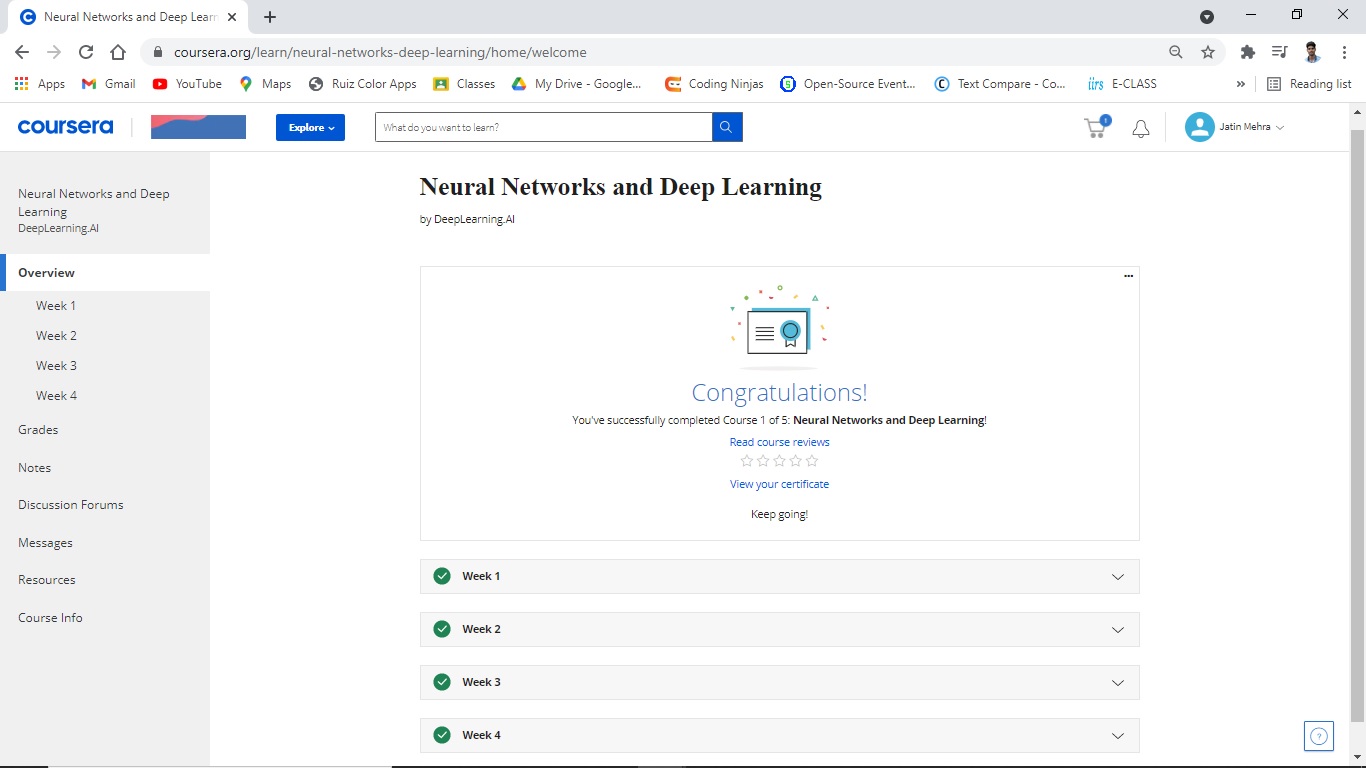 Neural Networks and Deep Learn
coursera.org/learn/neural-networks-deep-learning/home/welcome
Apps Gmail YouTube Maps Ruiz Color Apps Classes My Drive - Google... Coding Ninjas Open-Source Event... Text Compare - Co... iirs E-CLASS » Reading list
coursera Explore What do you want to learn? 1 Jatin Mehra
Neural Networks and Deep
Learning
DeepLearning.AI
Overview
Week 1
Week 2
Week 3
Week 4
Grades
Notes
Discussion Forums
Messages
Resources
Course Info
Neural Networks and Deep Learning
by DeepLearning.AI
Congratulations!
You've successfully completed Course 1 of 5: Neural Networks and Deep Learning!
Read course reviews
View your certificate
Keep going!
Week 1
Week 2
Week 3
Week 4
?